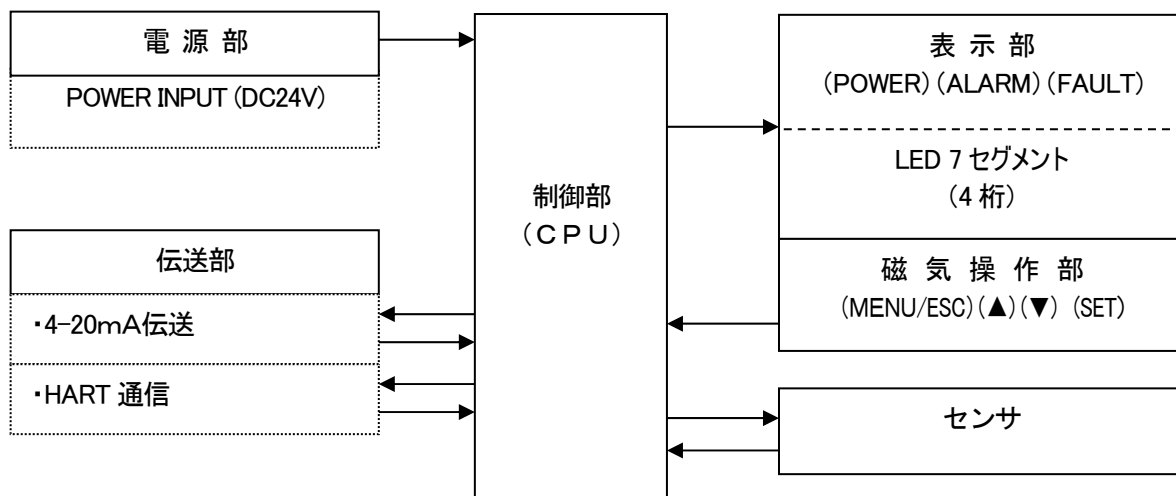 電 源 部
POWER INPUT (DC24V)
伝送部
・4-20mA伝送
・HART 通信
制御部
(ＣＰＵ)
表 示 部
(POWER)(ALARM)(FAULT)
LED 7 セグメント
(4 桁)
磁 気 操 作 部
(MENU/ESC)(▲)(▼) (SET)
センサ